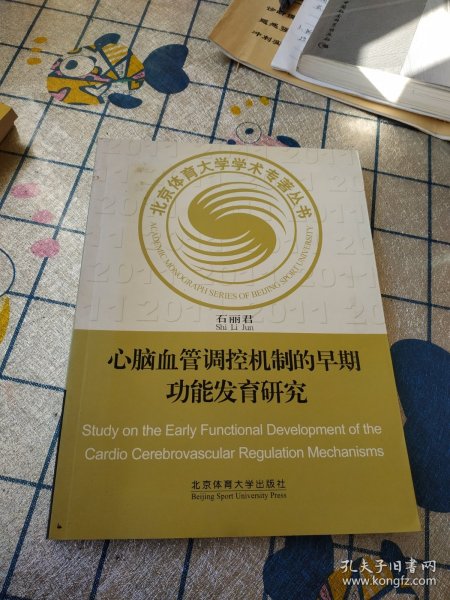 北京体育大学学术专著丛书
ACADEMIC MONOGRAPH SERIES OF BEIJING SPORT UNIVERSITY
2011
石丽君
Shi Li Jun
心脑血管调控机制的早期
功能发育研究
Study on the Early Functional Development of the
Cardio Cerebrovascular Regulation Mechanisms
北京体育大学出版社
Beijing Sport University Press
孔夫子旧书网
www.kongfz.com